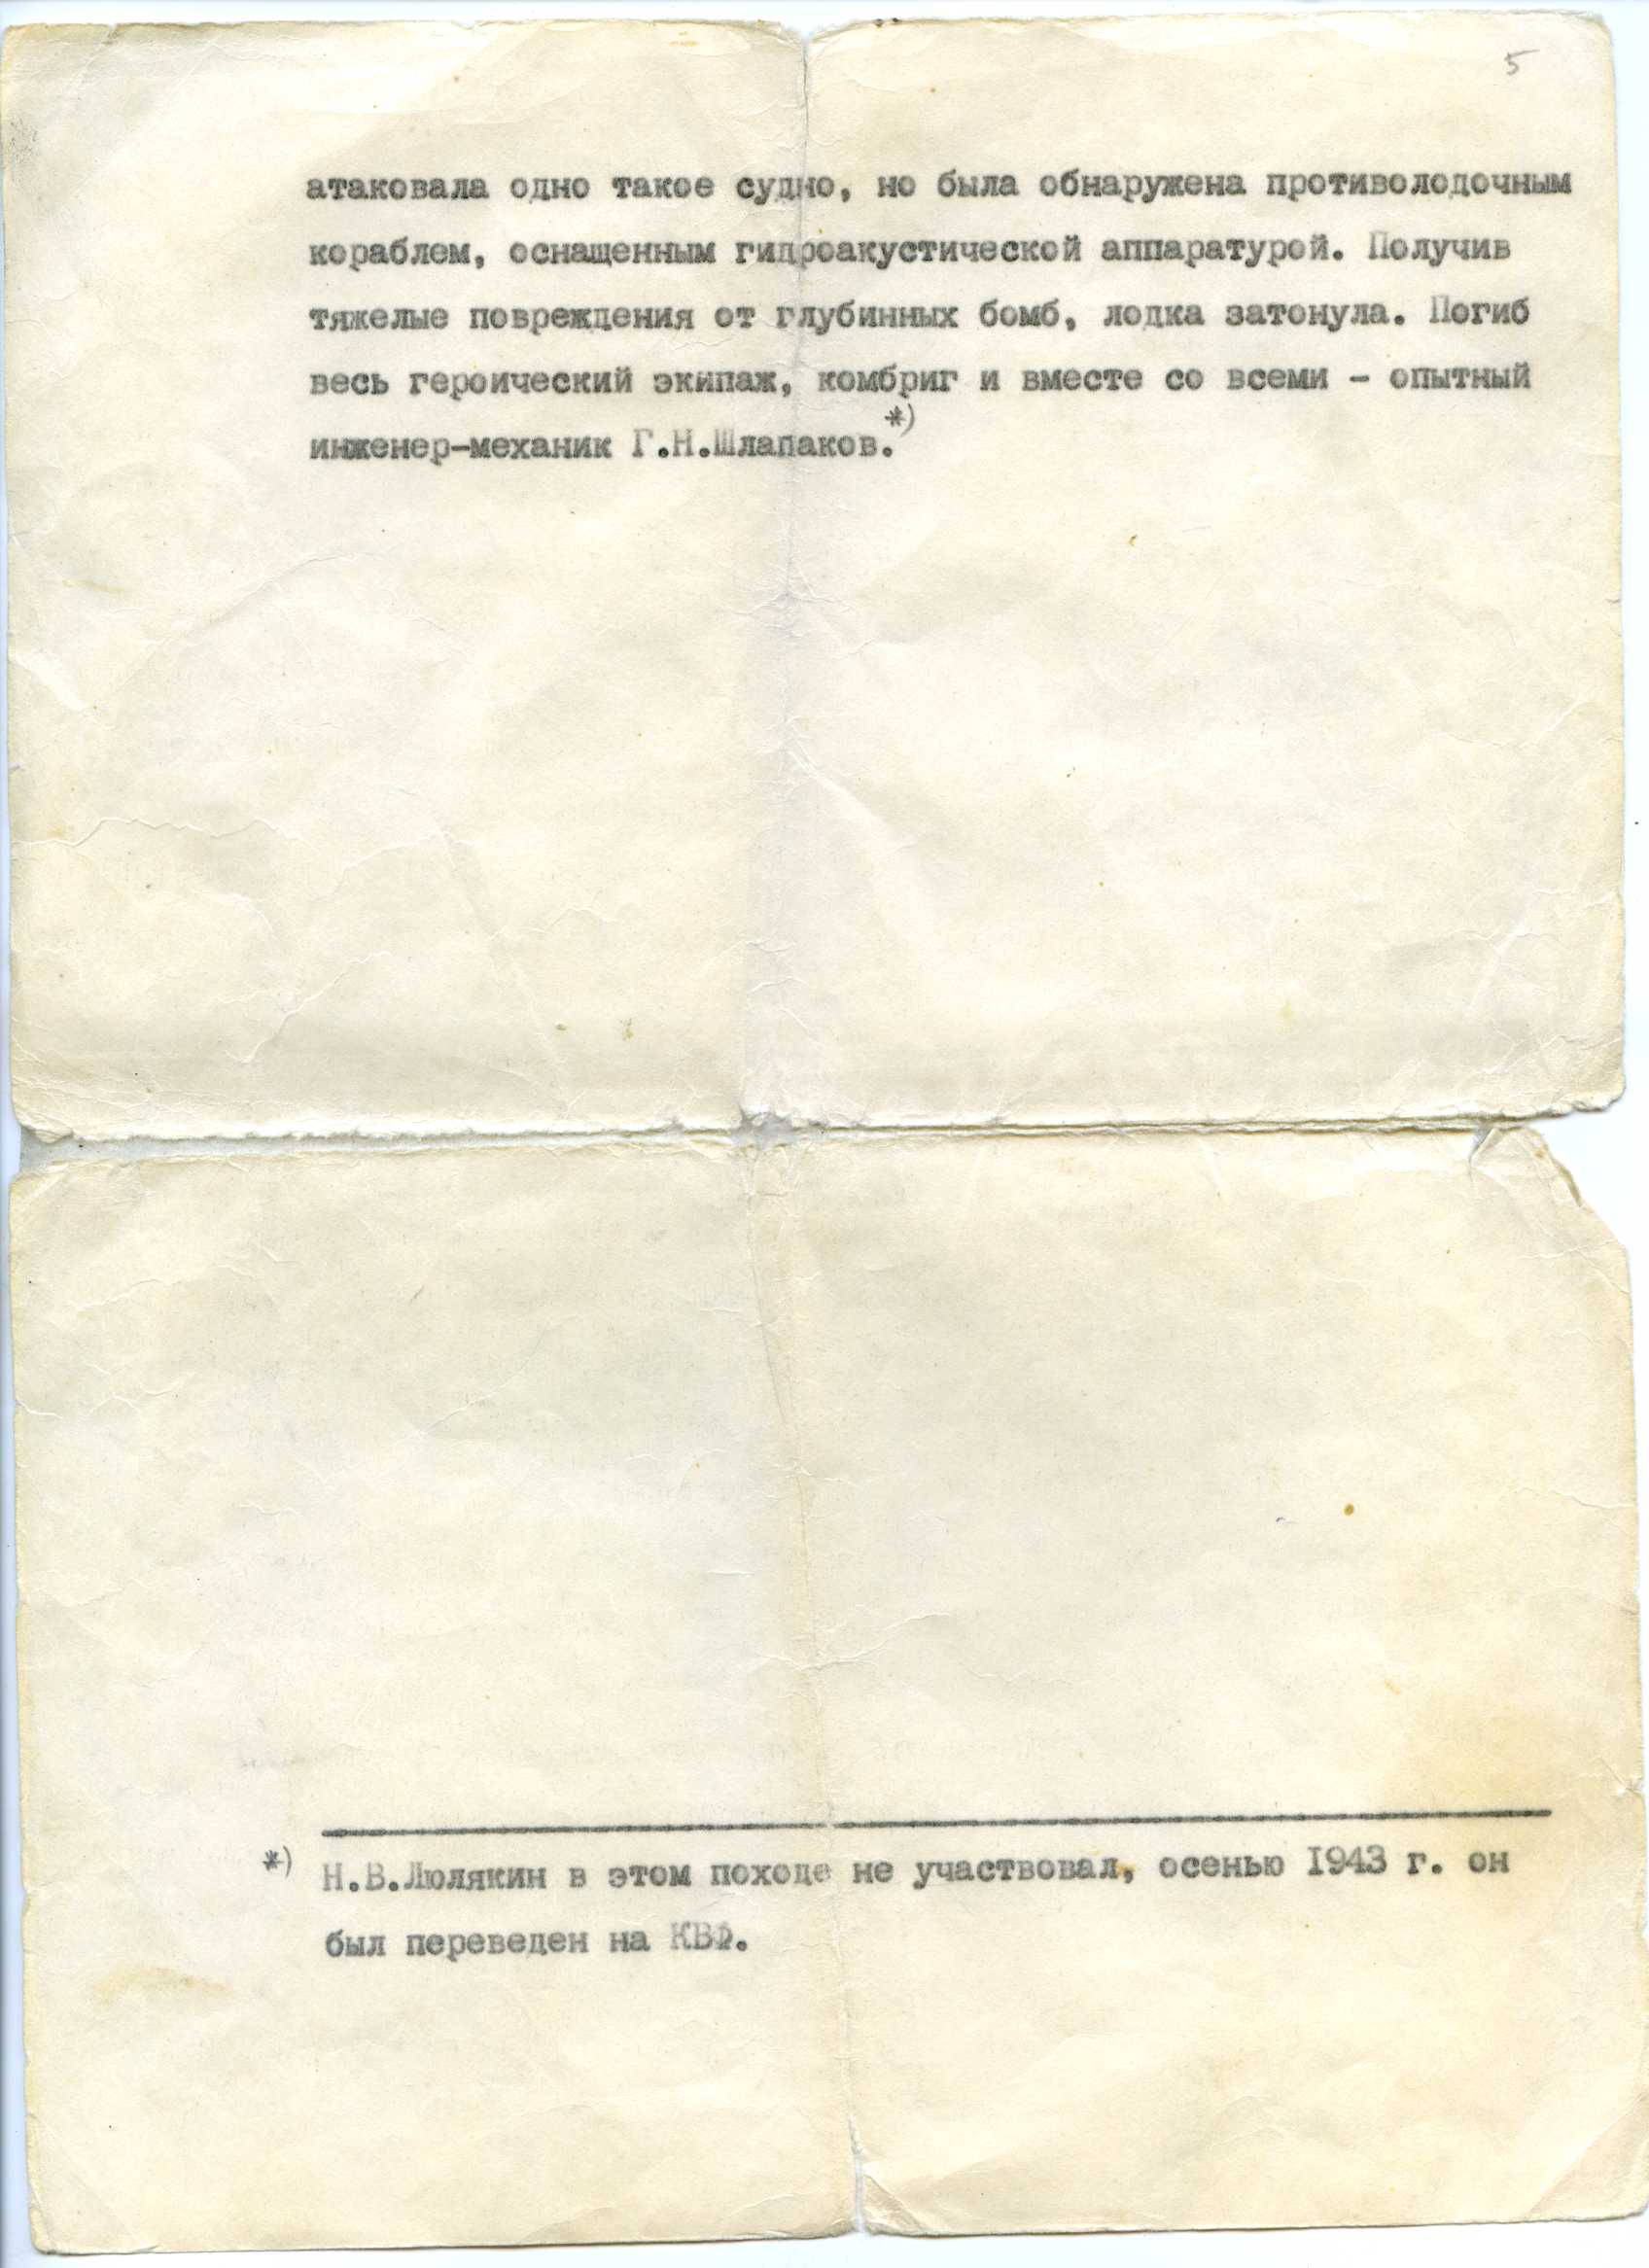 5
атаковала одно такое судно, но была обнаружена противолодочным
кораблем, оснащенным гидроакустической аппаратурой. Получив
тяжелые повреждения от глубинных бомб, лодка затонула. Погиб
весь героический экипаж, комбриг и вместе со всеми - опытный
инженер-механик Г.Н.Шлапаков.*)
*) Н.В.Люлякин в этом походе не участвовал, осенью 1943 г. он
был переведен на КВФ.